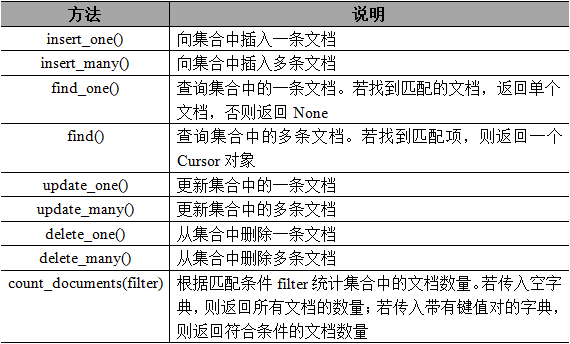 方法 说明
insert_one() 向集合中插入一条文档
insert_many() 向集合中插入多条文档
find_one() 查询集合中的一条文档。若找到匹配的文档，返回单个
文档，否则返回 None
find() 查询集合中的多条文档。若找到匹配项，则返回一个
Cursor 对象
update_one() 更新集合中的一条文档
update_many() 更新集合中的多条文档
delete_one() 从集合中删除一条文档
delete_many() 从集合中删除多条文档
count_documents(filter) 根据匹配条件 filter 统计集合中的文档数量。若传入空字
典，则返回所有文档的数量；若传入带有键值对的字典，
则返回符合条件的文档数量